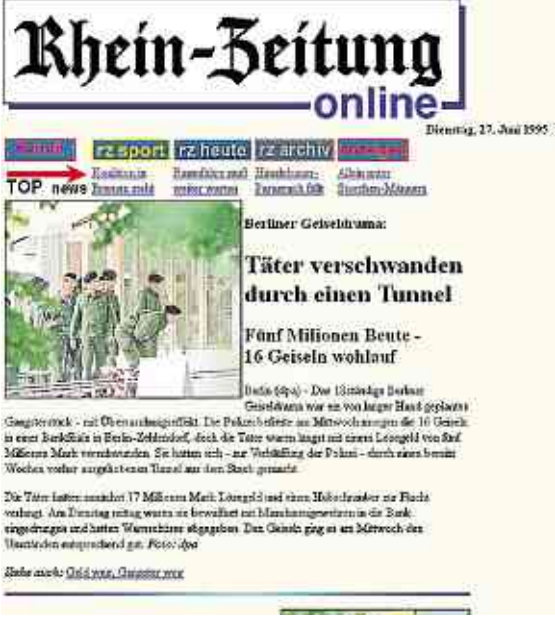 Rhein-Zeitung
online
Dienstag, 27. Juni 1995
rz sport rz heute rz archiv
TOP news
Berliner Geiseldrama:
Täter verschwanden
durch einen Tunnel
Fünf Millionen Beute -
16 Geiseln wohlauf
Berlin (dpa) - Das 18stündige Berliner
Geiseldrama war ein von langer Hand geplantes
Gangsterstück - mit Überraschungseffekt. Die Polizei befreite am Mittwochmorgen die 16 Geiseln
in einer Bankfiliale in Berlin-Zehlendorf, doch die Täter waren längst mit einem Lösegeld von fünf
Millionen Mark verschwunden. Sie hatten sich - zur Verblüffung der Polizei - durch einen bereits
Wochen vorher ausgehobenen Tunnel aus dem Staub gemacht.
Die Täter hatten zunächst 17 Millionen Mark Lösegeld und einen Hubschrauber zur Flucht
verlangt. Am Dienstag mittag waren sie bewaffnet mit Maschinengewehren in die Bank
eingedrungen und hatten Warnschüsse abgegeben. Den Geiseln ging es am Mittwoch den
Umständen entsprechend gut. Foto: dpa
Siehe auch: Geld weg, Gangster weg